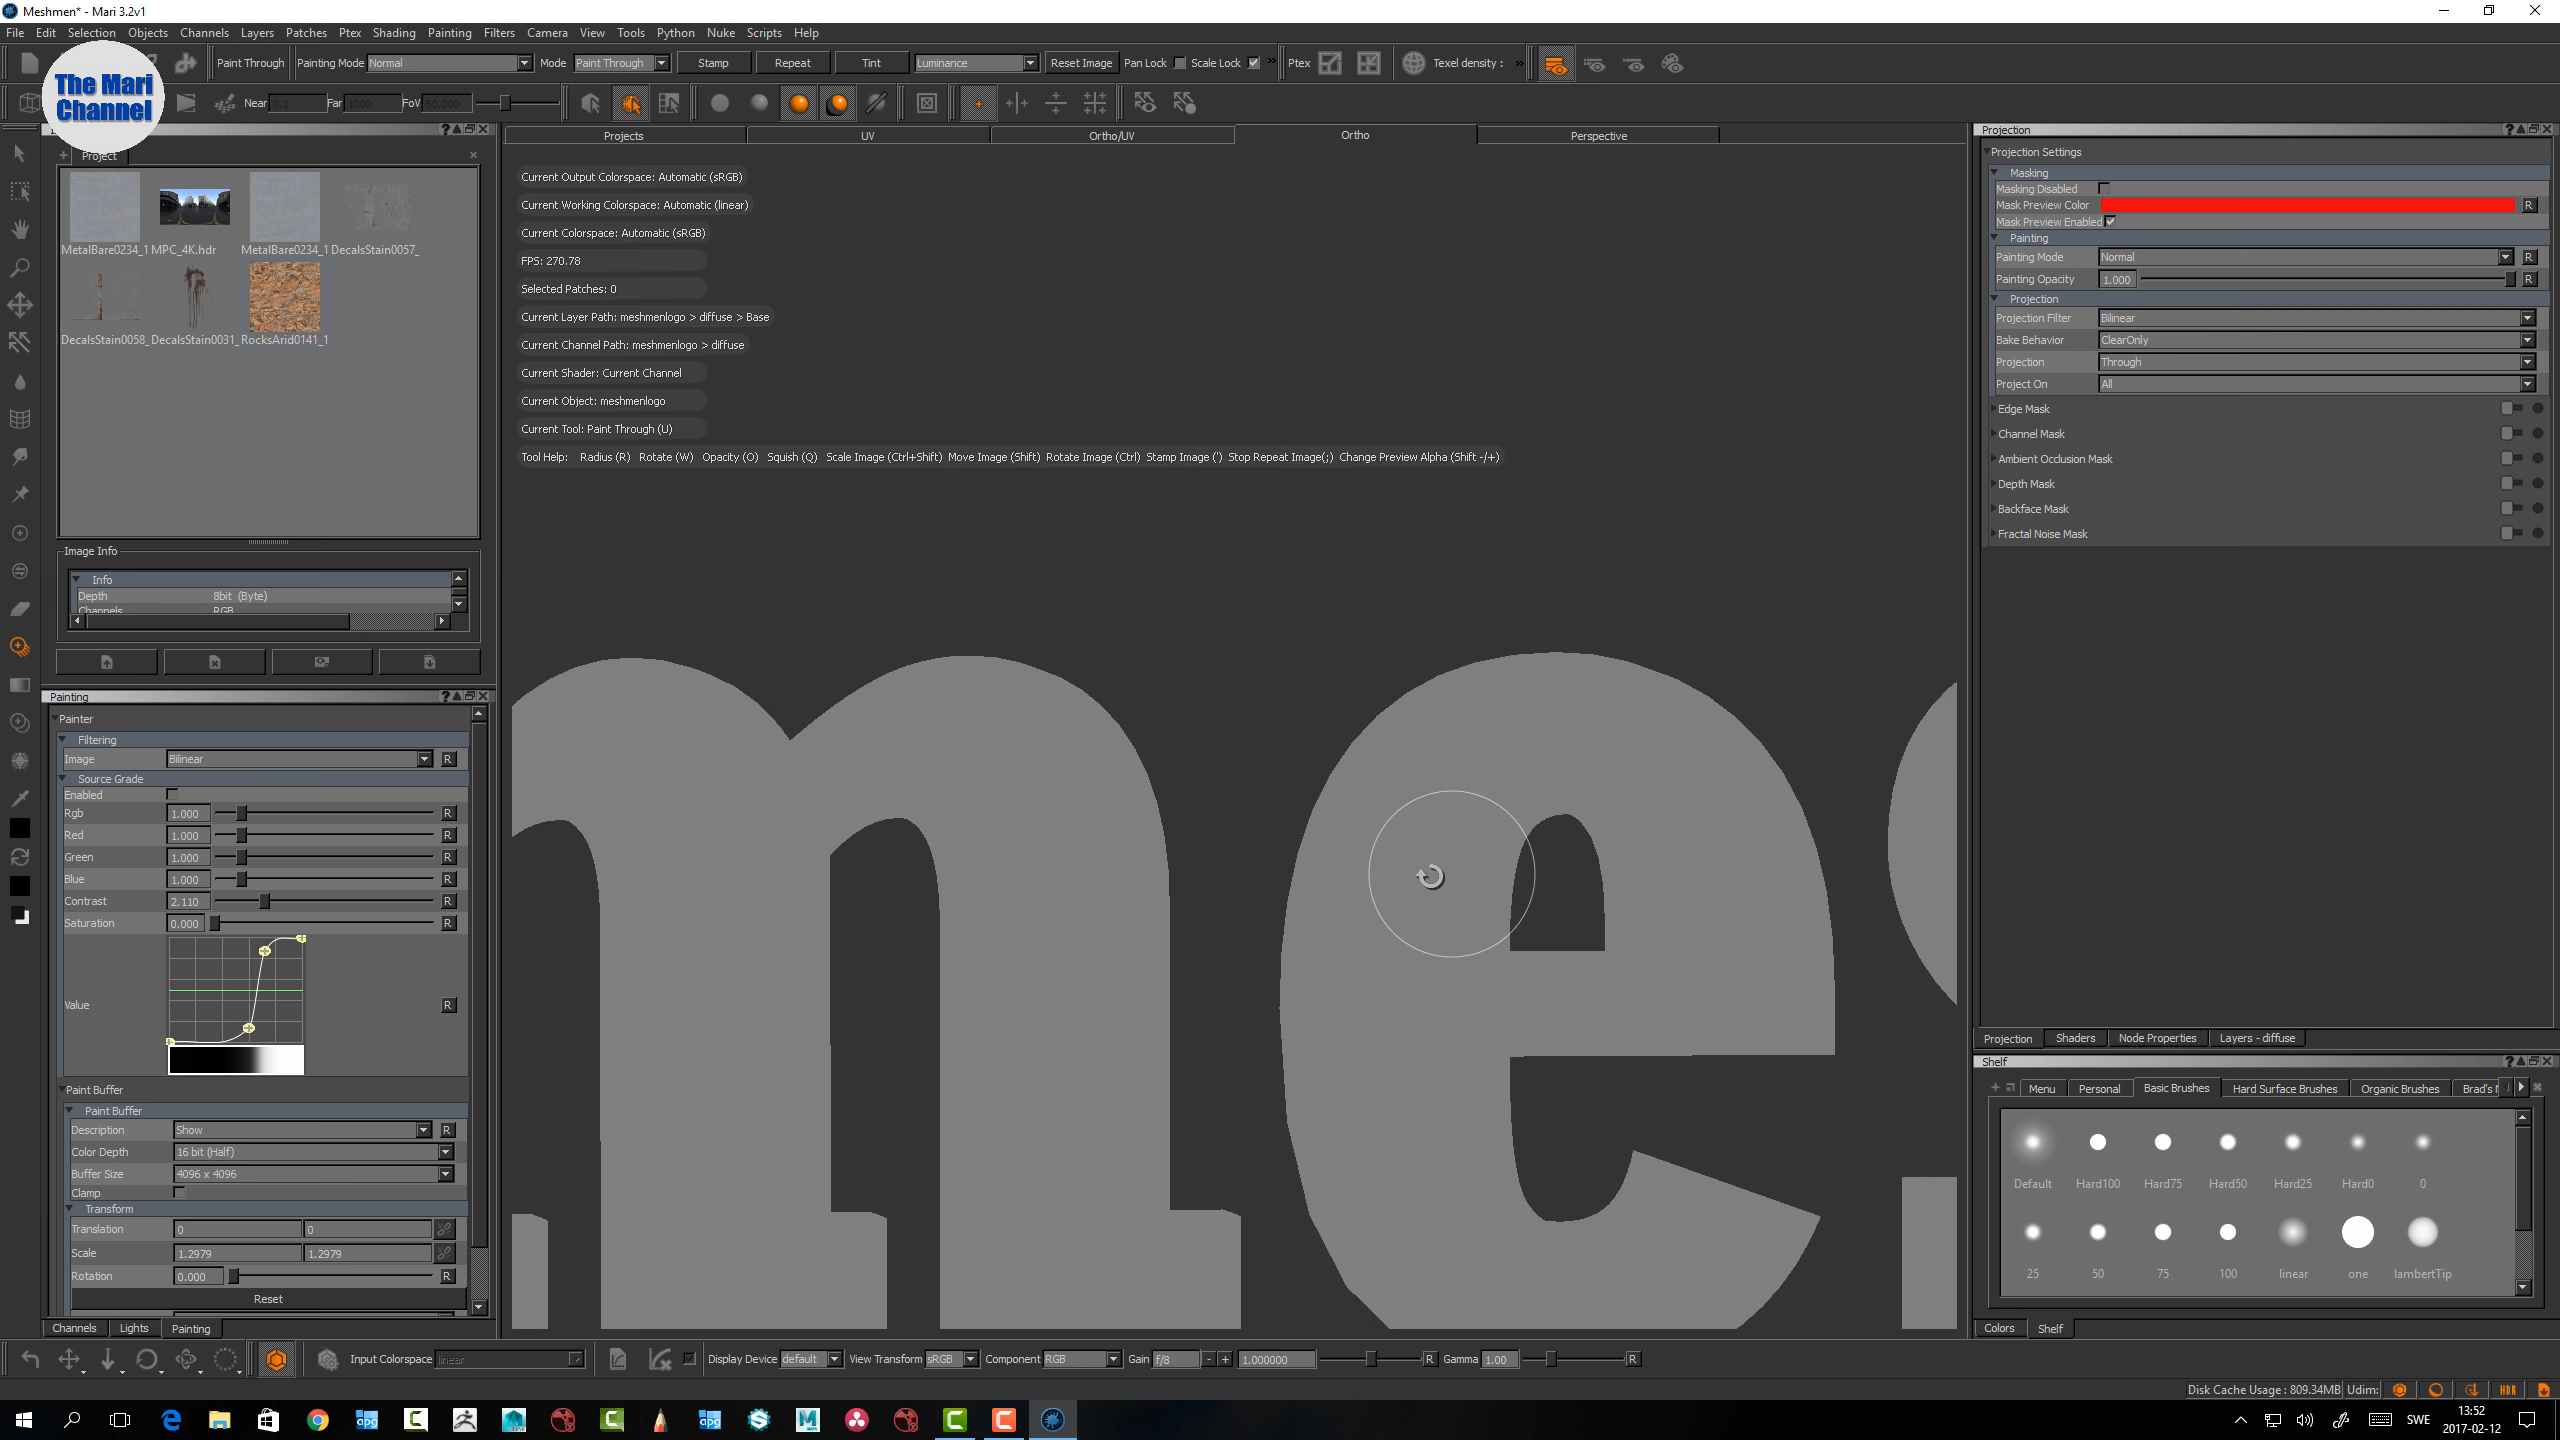 Meshmen* - Mari 3.2v1
File Edit Selection Objects Channels Layers Patches Ptex Shading Painting Filters Camera View Tools Python Nuke Scripts Help
The Mari
Channel
Paint Through Painting Mode Normal Mode Paint Through Stamp Repeat Tint Luminance Reset Image Pan Lock Scale Lock Ptex Texel density :
Near 0.1 Far 1000 FoV 60.000
Project
MetalBare0234_1 MPC_4K.hdr MetalBare0234_1 DecalsStain0057_
DecalsStain0058_ DecalsStain0031_ RocksArid0141_1
Image Info
Info
Depth 8bit (Byte)
Channels RGB
Painting
Painter
Filtering
Image Bilinear R
Source Grade
Enabled
Rgb 1.000 R
Red 1.000 R
Green 1.000 R
Blue 1.000 R
Contrast 2.110 R
Saturation 0.000 R
Value R
Paint Buffer
Paint Buffer
Description Show R
Color Depth 16 bit (Half)
Buffer Size 4096 x 4096
Clamp
Transform
Translation 0 0
Scale 1.2979 1.2979
Rotation 0.000 R
Reset
Channels Lights Painting
Projects UV Ortho/UV Ortho Perspective
Current Output Colorspace: Automatic (sRGB)
Current Working Colorspace: Automatic (linear)
Current Colorspace: Automatic (sRGB)
FPS: 270.78
Selected Patches: 0
Current Layer Path: meshmenlogo > diffuse > Base
Current Channel Path: meshmenlogo > diffuse
Current Shader: Current Channel
Current Object: meshmenlogo
Current Tool: Paint Through (U)
Tool Help: Radius (R) Rotate (W) Opacity (O) Squish (Q) Scale Image (Ctrl+Shift) Move Image (Shift) Rotate Image (Ctrl) Stamp Image (') Stop Repeat Image(;) Change Preview Alpha (Shift -/+)
me
Projection
Projection Settings
Masking
Masking Disabled
Mask Preview Color R
Mask Preview Enabled
Painting
Painting Mode Normal R
Painting Opacity 1.000 R
Projection
Projection Filter Bilinear
Bake Behavior ClearOnly
Projection Through
Project On All
Edge Mask
Channel Mask
Ambient Occlusion Mask
Depth Mask
Backface Mask
Fractal Noise Mask
Projection Shaders Node Properties Layers - diffuse
Shelf
Menu Personal Basic Brushes Hard Surface Brushes Organic Brushes Brad's
Default Hard100 Hard75 Hard50 Hard25 Hard0 0
25 50 75 100 linear one lambertTip
Colors Shelf
Input Colorspace linear Display Device default View Transform sRGB Component RGB Gain f/8 - + 1.000000 R Gamma 1.00 R
Disk Cache Usage : 809.34MB Udim: HDR
SWE 13:52
2017-02-12